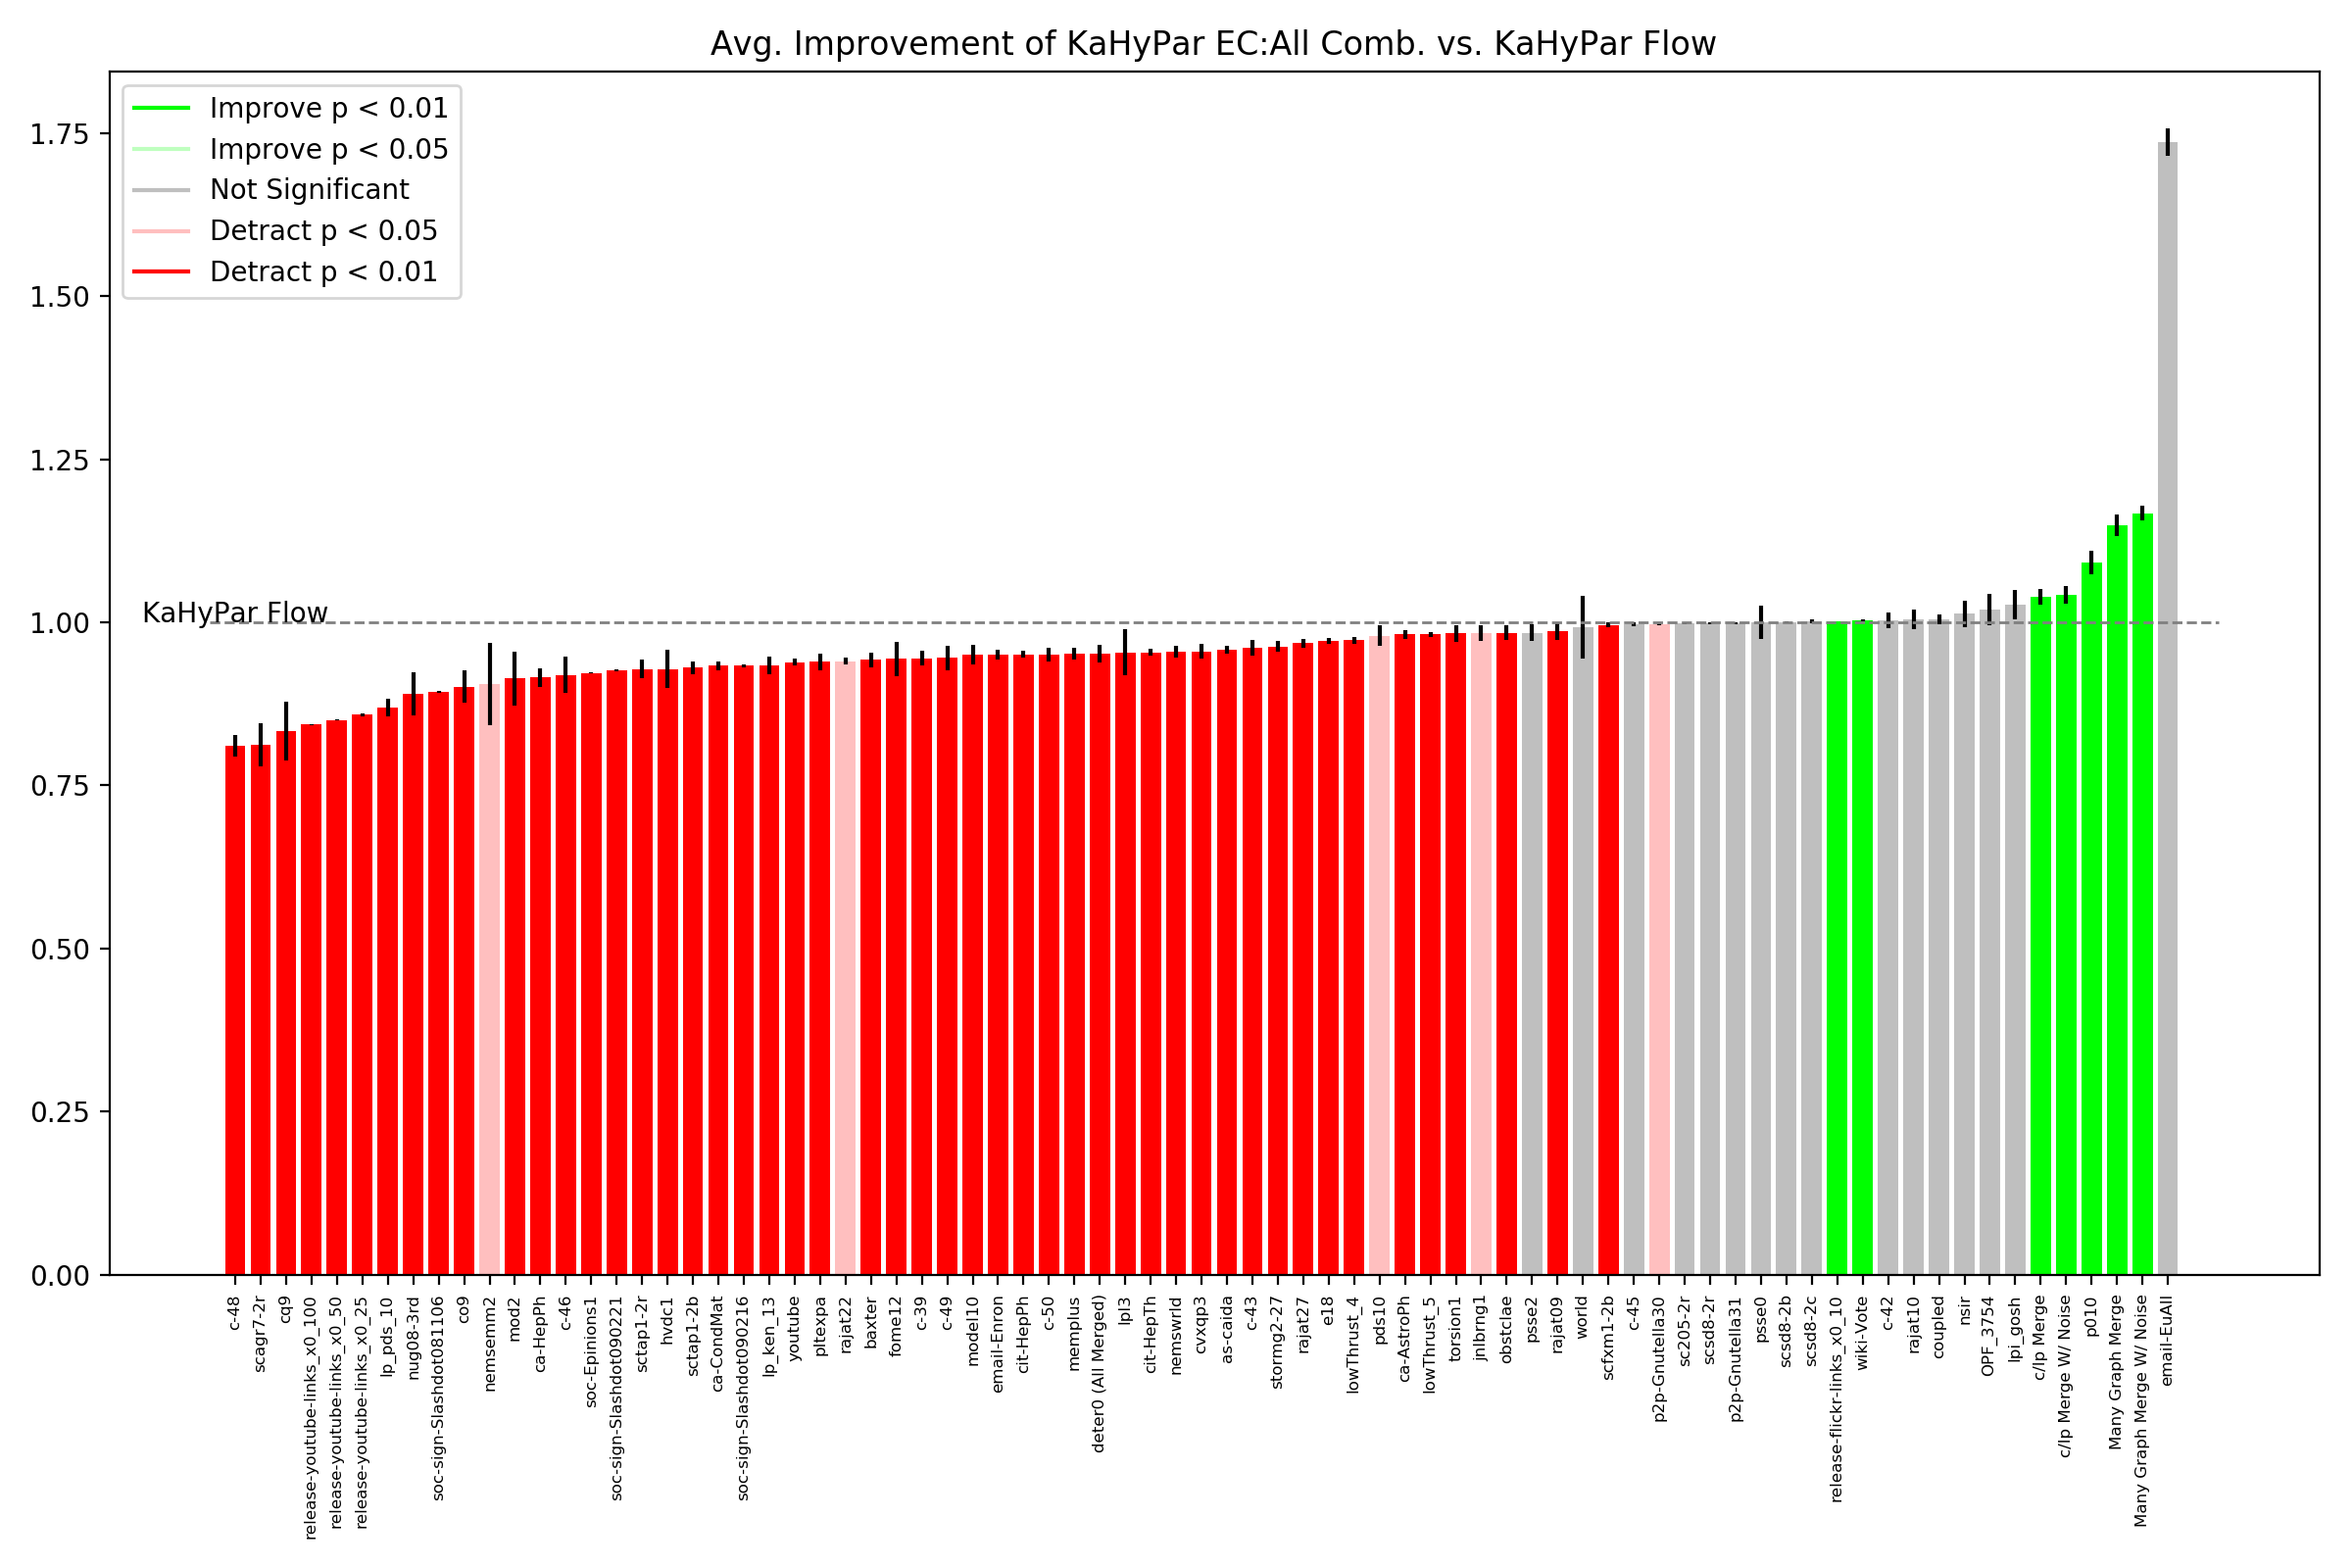 Avg. Improvement of KaHyPar EC:All Comb. vs. KaHyPar Flow
Improve p < 0.01
Improve p < 0.05
Not Significant
Detract p < 0.05
Detract p < 0.01
1.75
1.50
1.25
1.00
0.75
0.50
0.25
0.00
KaHyPar Flow
c-48
scagr7-2r
cq9
release-youtube-links_x0_100
release-youtube-links_x0_50
release-youtube-links_x0_25
lp_pds_10
nug08-3rd
soc-sign-Slashdot081106
co9
nemsemm2
mod2
ca-HepPh
c-46
soc-Epinions1
soc-sign-Slashdot090221
sctap1-2r
hvdc1
sctap1-2b
ca-CondMat
soc-sign-Slashdot090216
lp_ken_13
youtube
pltexpa
rajat22
baxter
fome12
c-39
c-49
model10
email-Enron
cit-HepPh
c-50
memplus
deter0 (All Merged)
lpl3
cit-HepTh
nemswrld
cvxqp3
as-caida
c-43
stormg2-27
rajat27
e18
lowThrust_4
pds10
ca-AstroPh
lowThrust_5
torsion1
jnlbrng1
obstclae
psse2
rajat09
world
scfxm1-2b
c-45
p2p-Gnutella30
sc205-2r
scsd8-2r
p2p-Gnutella31
psse0
scsd8-2b
scsd8-2c
release-flickr-links_x0_10
wiki-Vote
c-42
rajat10
coupled
nsir
OPF_3754
lpi_gosh
c/lp Merge
c/lp Merge W/ Noise
p010
Many Graph Merge
Many Graph Merge W/ Noise
email-EuAll